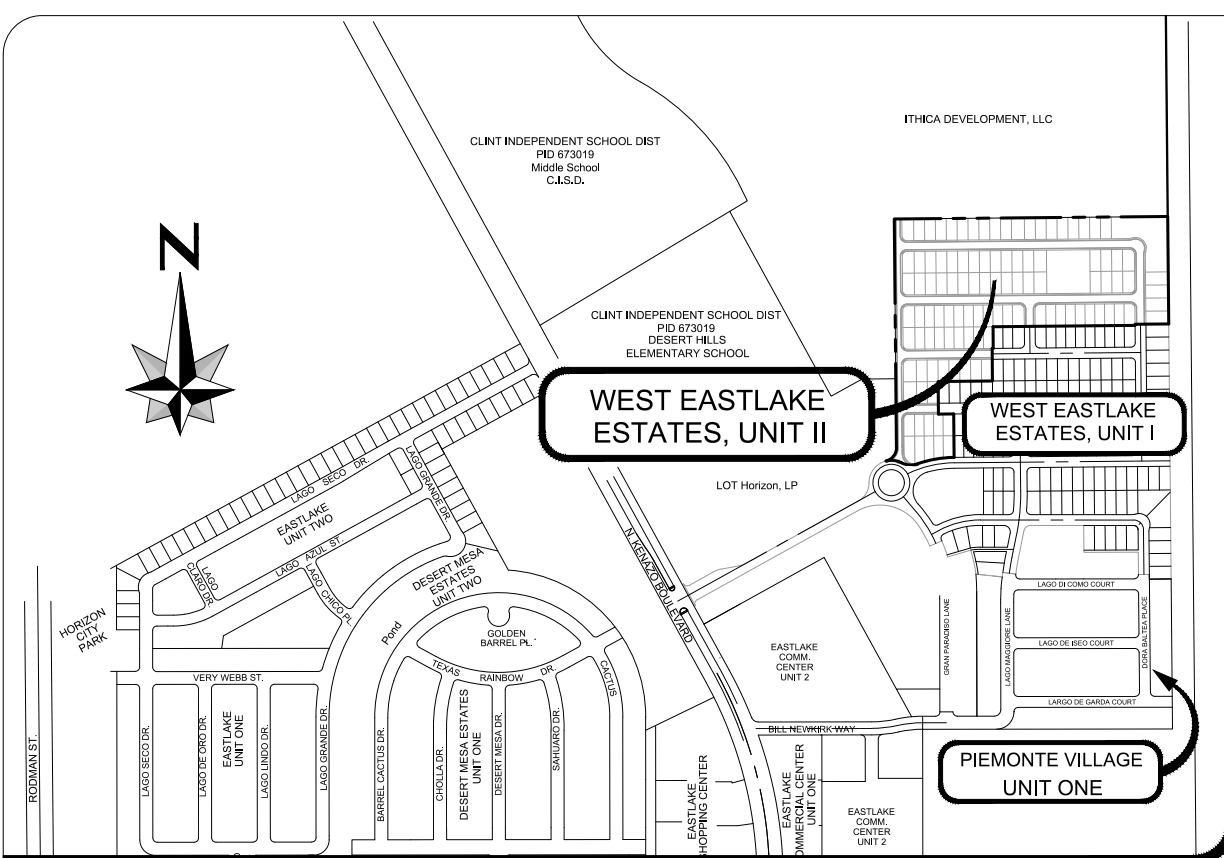 ITHICA DEVELOPMENT, LLC
CLINT INDEPENDENT SCHOOL DIST
PID 673019
Middle School
C.I.S.D.
N
CLINT INDEPENDENT SCHOOL DIST
PID 673019
DESERT HILLS
ELEMENTARY SCHOOL
WEST EASTLAKE
ESTATES, UNIT II
WEST EASTLAKE
ESTATES, UNIT I
LOT Horizon, LP
LAGO SECO DR.
LAGO GRANDE DR.
EASTLAKE
UNIT TWO
LAGO AZUL ST.
LAGO
CLARO DR.
LAGO CHICO PL.
DESERT MESA
ESTATES
UNIT TWO
N. KENAZO BOULEVARD
HORIZON
CITY
PARK
Pond
GOLDEN
BARREL PL.
TEXAS RAINBOW DR.
CACTUS
VERY WEBB ST.
EASTLAKE
COMM.
CENTER
UNIT 2
GRAN PARADISO LANE
LAGO MAGGIORE LANE
LAGO DI COMO COURT
LAGO DE ISEO COURT
DORA BALTEA PLACE
LARGO DE GARDA COURT
BILL NEWKIRK WAY
RODMAN ST.
LAGO SECO DR.
LAGO DE ORO DR.
EASTLAKE
UNIT ONE
LAGO LINDO DR.
LAGO GRANDE DR.
BARREL CACTUS DR.
CHOLLA DR.
DESERT MESA ESTATES
UNIT ONE
DESERT MESA DR.
SAHUARO DR.
EASTLAKE
SHOPPING CENTER
EASTLAKE
OMMERCIAL CENTER
UNIT ONE
EASTLAKE
COMM.
CENTER
UNIT 2
PIEMONTE VILLAGE
UNIT ONE